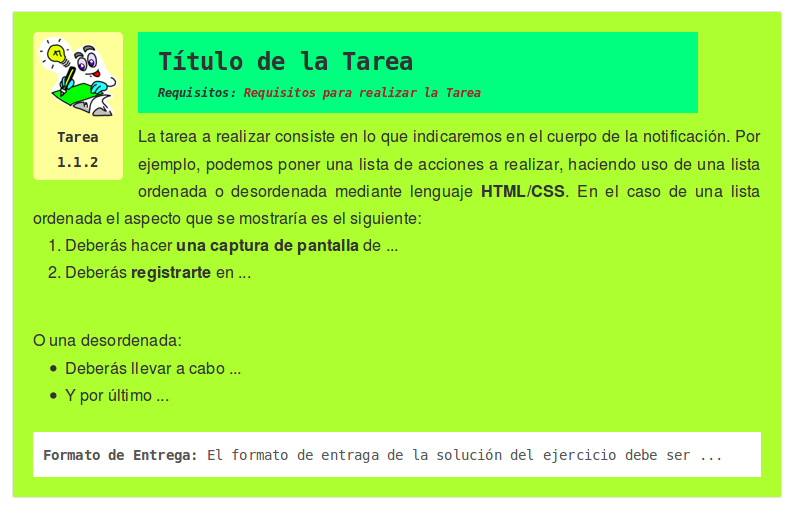 Título de la Tarea
Requisitos: Requisitos para realizar la Tarea
Tarea
1.1.2
La tarea a realizar consiste en lo que indicaremos en el cuerpo de la notificación. Por
ejemplo, podemos poner una lista de acciones a realizar, haciendo uso de una lista
ordenada o desordenada mediante lenguaje HTML/CSS. En el caso de una lista
ordenada el aspecto que se mostraría es el siguiente:
1. Deberás hacer una captura de pantalla de ...
2. Deberás registrarte en ...
O una desordenada:
• Deberás llevar a cabo ...
• Y por último ...
Formato de Entrega: El formato de entraga de la solución del ejercicio debe ser ...